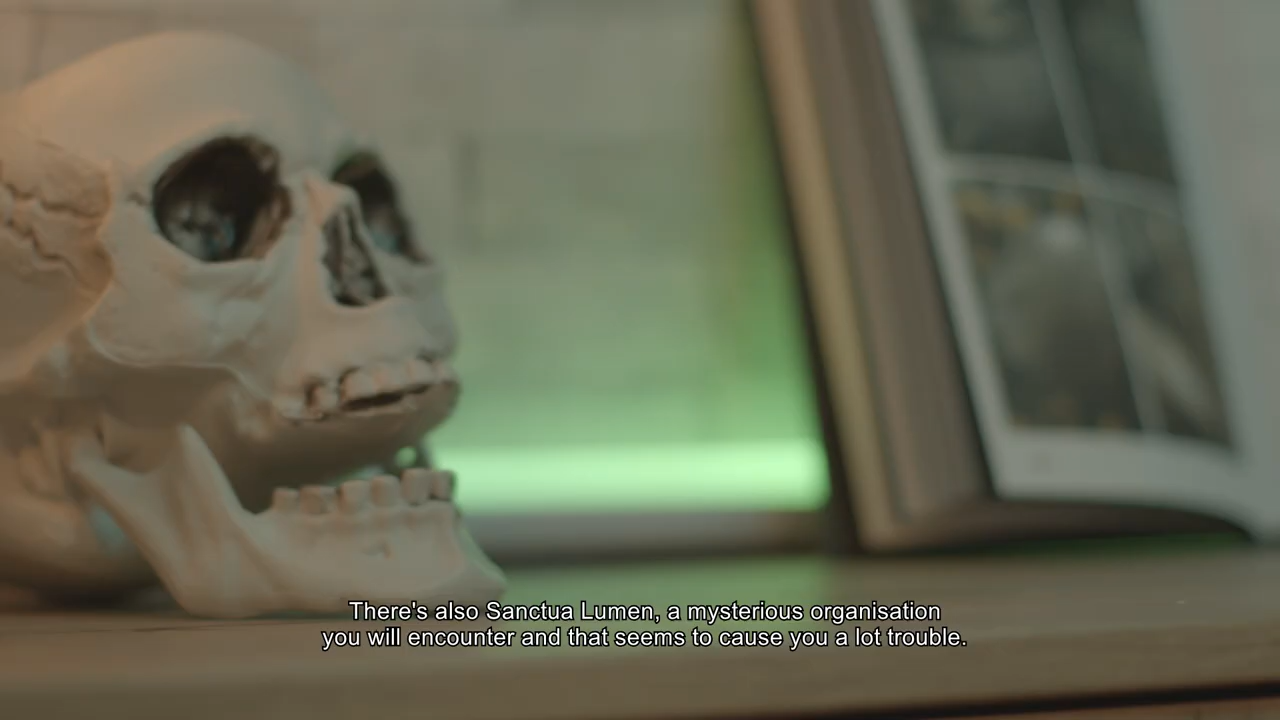 There's also Sanctua Lumen, a mysterious organisation
you will encounter and that seems to cause you a lot trouble.